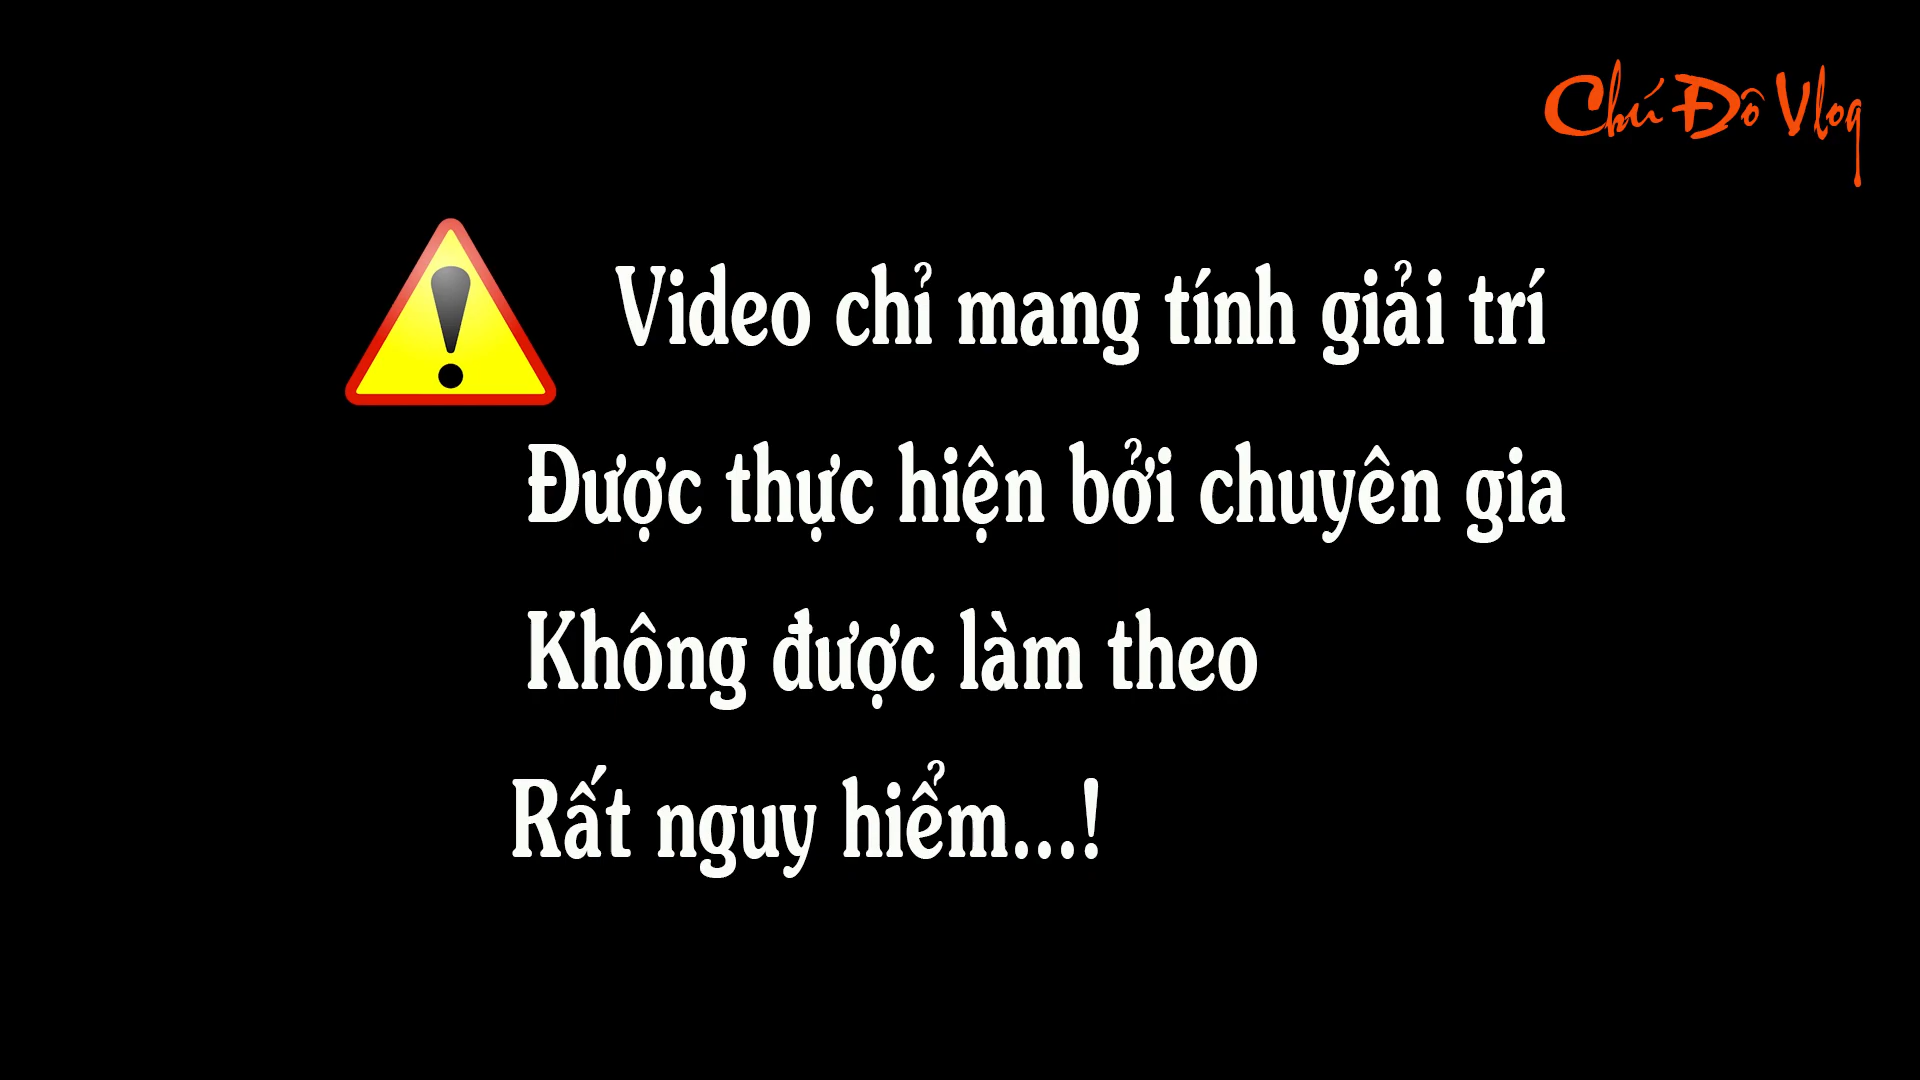 Chú Đô Vlog
Video chỉ mang tính giải trí
Được thực hiện bởi chuyên gia
Không được làm theo
Rất nguy hiểm...!